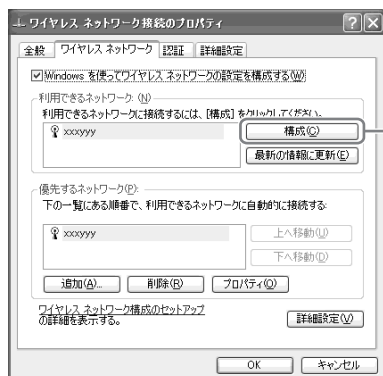 ワイヤレス ネットワーク接続のプロパティ
全般 ワイヤレス ネットワーク 認証 詳細設定
Windows を使ってワイヤレス ネットワークの設定を構成する(W)
利用できるネットワーク: (N)
利用できるネットワークに接続するには、[構成] をクリックしてください。
xxxyyy
構成(C)
最新の情報に更新(E)
優先するネットワーク(P):
下の一覧にある順番で、利用できるネットワークに自動的に接続する:
xxxyyy
上へ移動(U)
下へ移動(D)
追加(A)... 削除(R) プロパティ(O)
ワイヤレス ネットワーク構成のセットアップ
の詳細を表示する。
詳細設定(V)
OK キャンセル